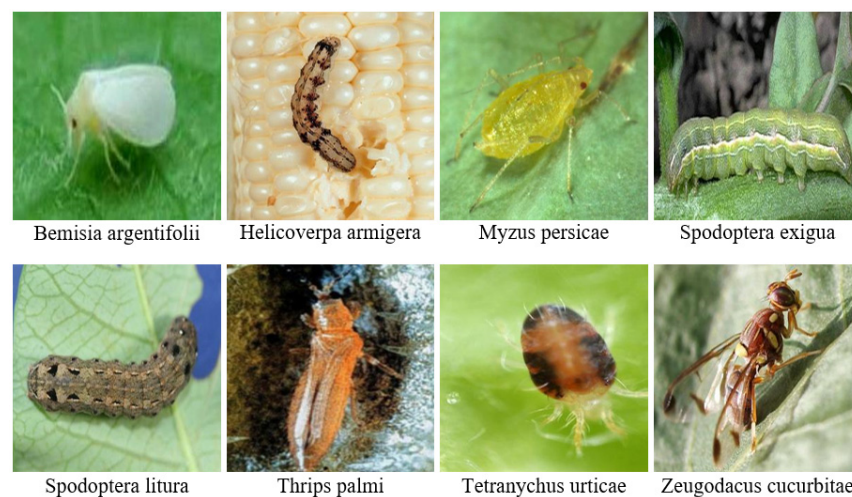 Bemisia argentifolii
Helicoverpa armigera
Myzus persicae
Spodoptera exigua
Spodoptera litura
Thrips palmi
Tetranychus urticae
Zeugodacus cucurbitae